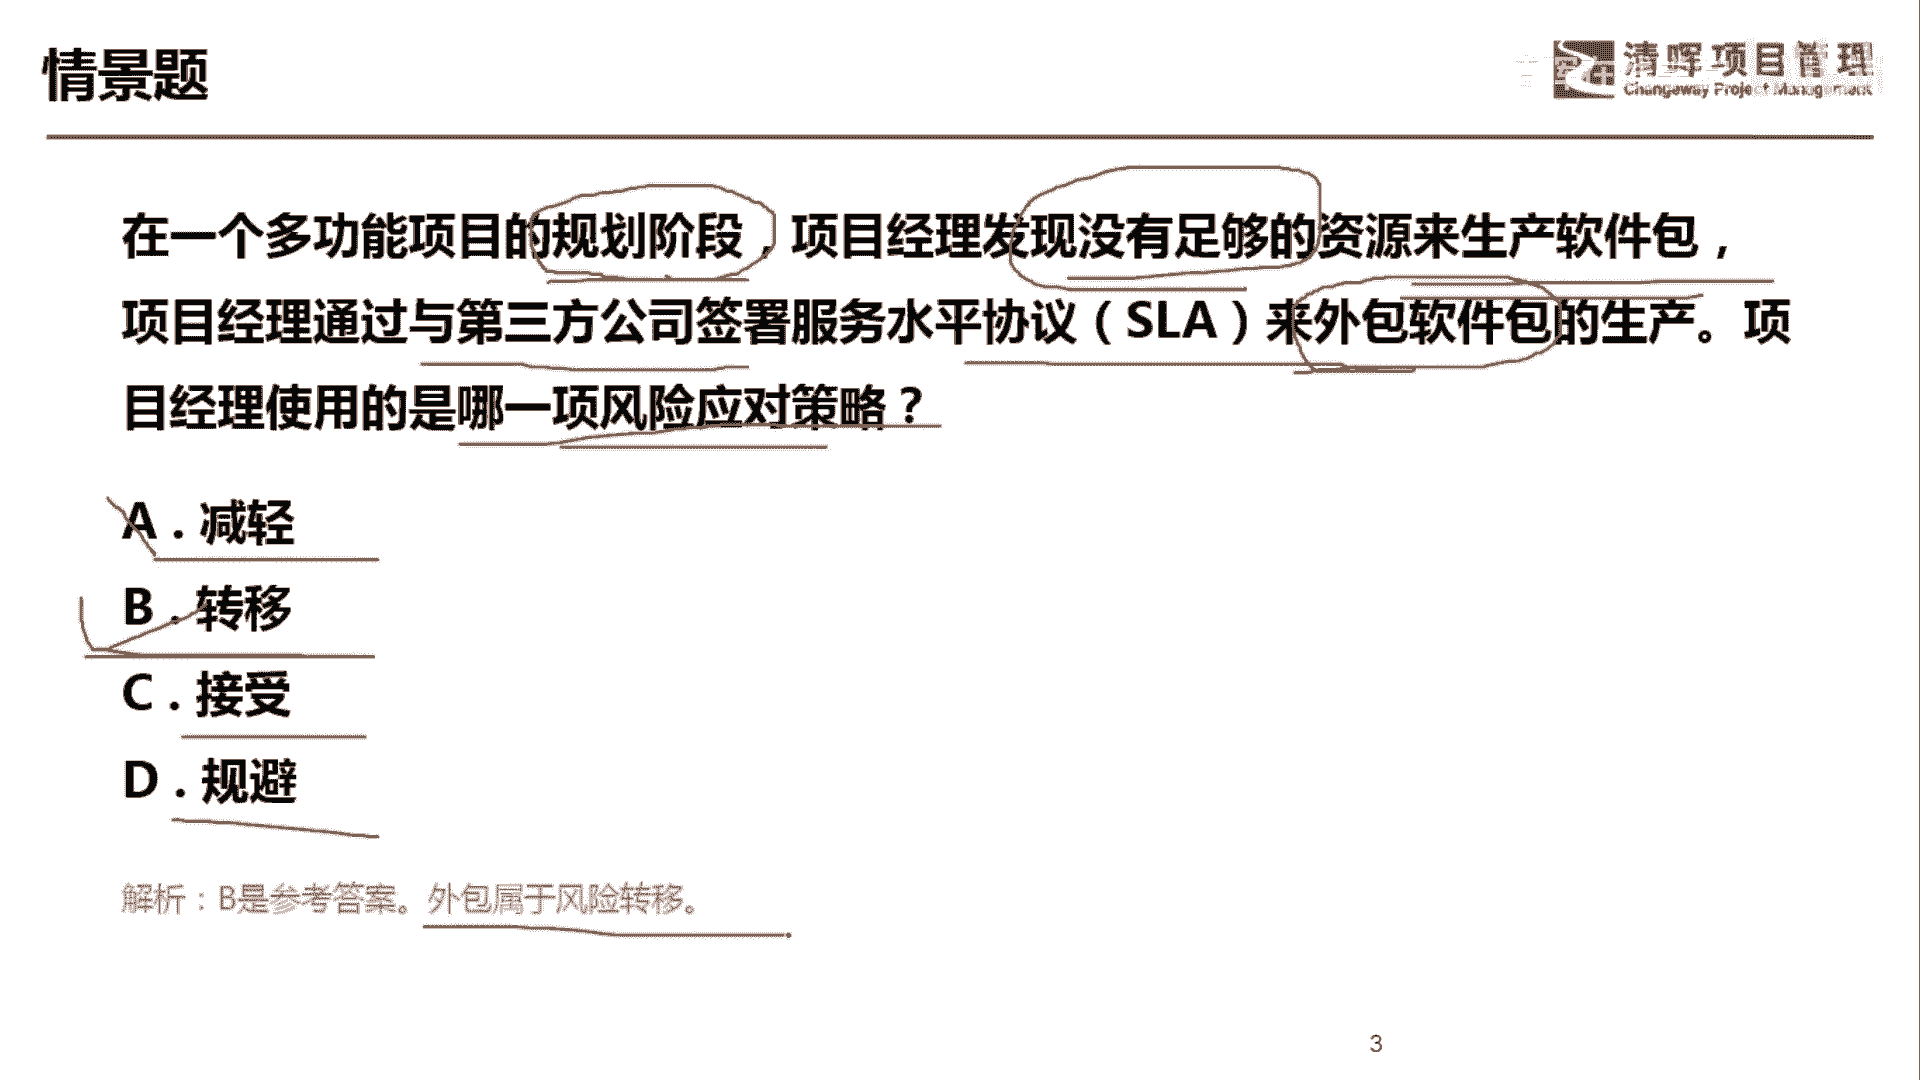 情景题
清晖项目管理
Changeway Project Management
在一个多功能项目的规划阶段，项目经理发现没有足够的资源来生产软件包，
项目经理通过与第三方公司签署服务水平协议（SLA）来外包软件包的生产。项
目经理使用的是哪一项风险应对策略？
A . 减轻
B . 转移
C . 接受
D . 规避
解析：B是参考答案。外包属于风险转移。
3